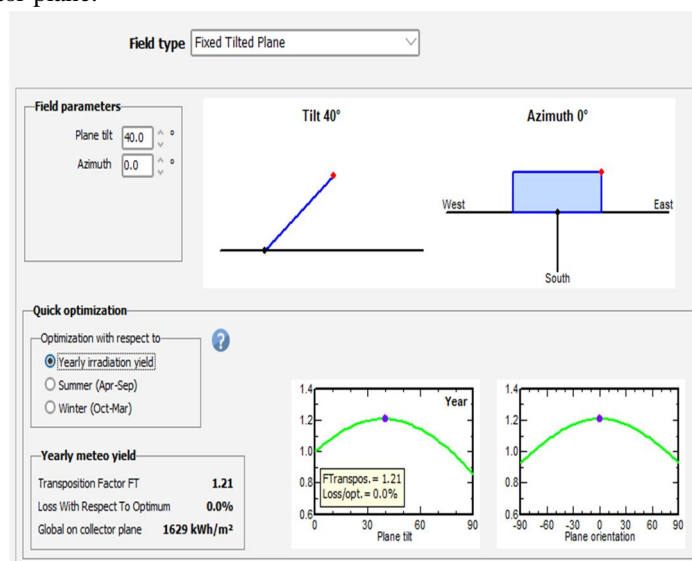 Field type Fixed Tilted Plane
Field parameters
Plane tilt 40.0 °
Azimuth 0.0 °
Tilt 40°
Azimuth 0°
West
East
South
Quick optimization
Optimization with respect to
Yearly irradiation yield
Summer (Apr-Sep)
Winter (Oct-Mar)
?
Yearly meteo yield
Transposition Factor FT 1.21
Loss With Respect To Optimum 0.0%
Global on collector plane 1629 kWh/m²
1.4
1.2
1.0
0.8
0.6
Year
FTranspos. = 1.21
Loss/opt. = 0.0%
0 30 60 90
Plane tilt
1.4
1.2
1.0
0.8
0.6
-90 -60 -30 0 30 60 90
Plane orientation